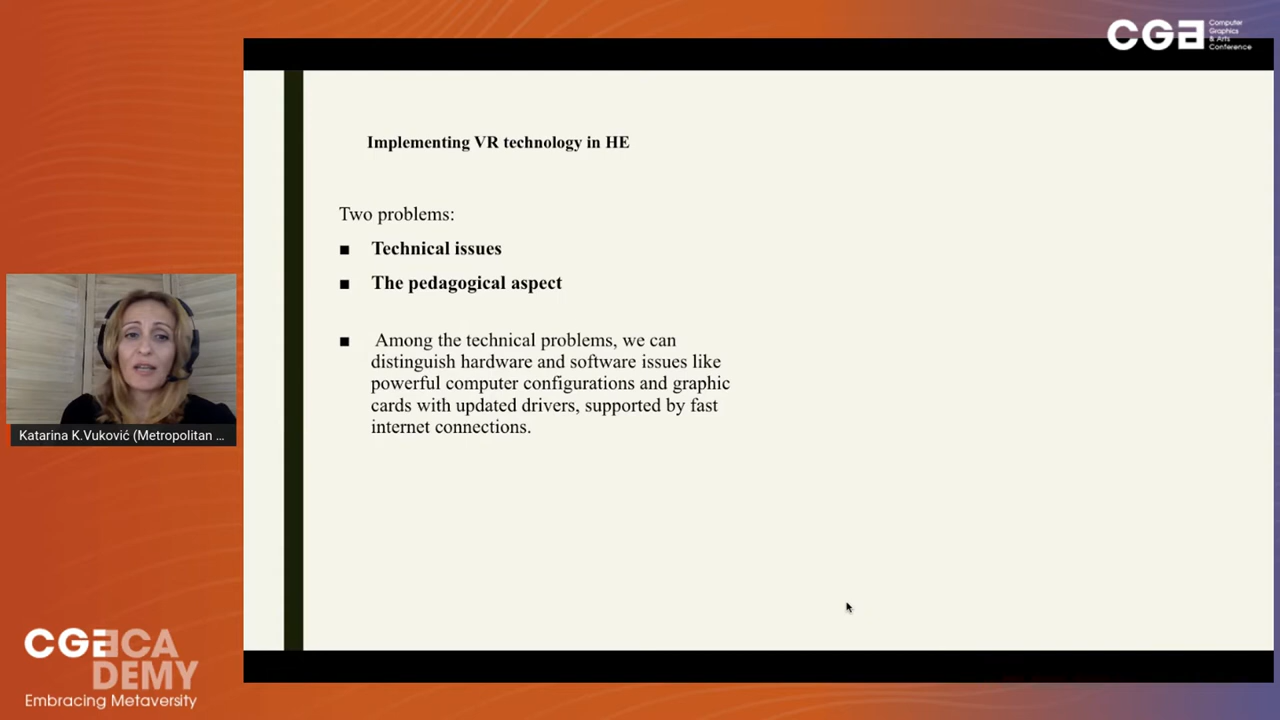 CGA
Computer
Graphics
& Arts
Conference
Implementing VR technology in HE
Two problems:
■ Technical issues
■ The pedagogical aspect
■ Among the technical problems, we can
distinguish hardware and software issues like
powerful computer configurations and graphic
cards with updated drivers, supported by fast
internet connections.
Katarina K.Vuković (Metropolitan ...
CGACA
DEMY
Embracing Metaversity